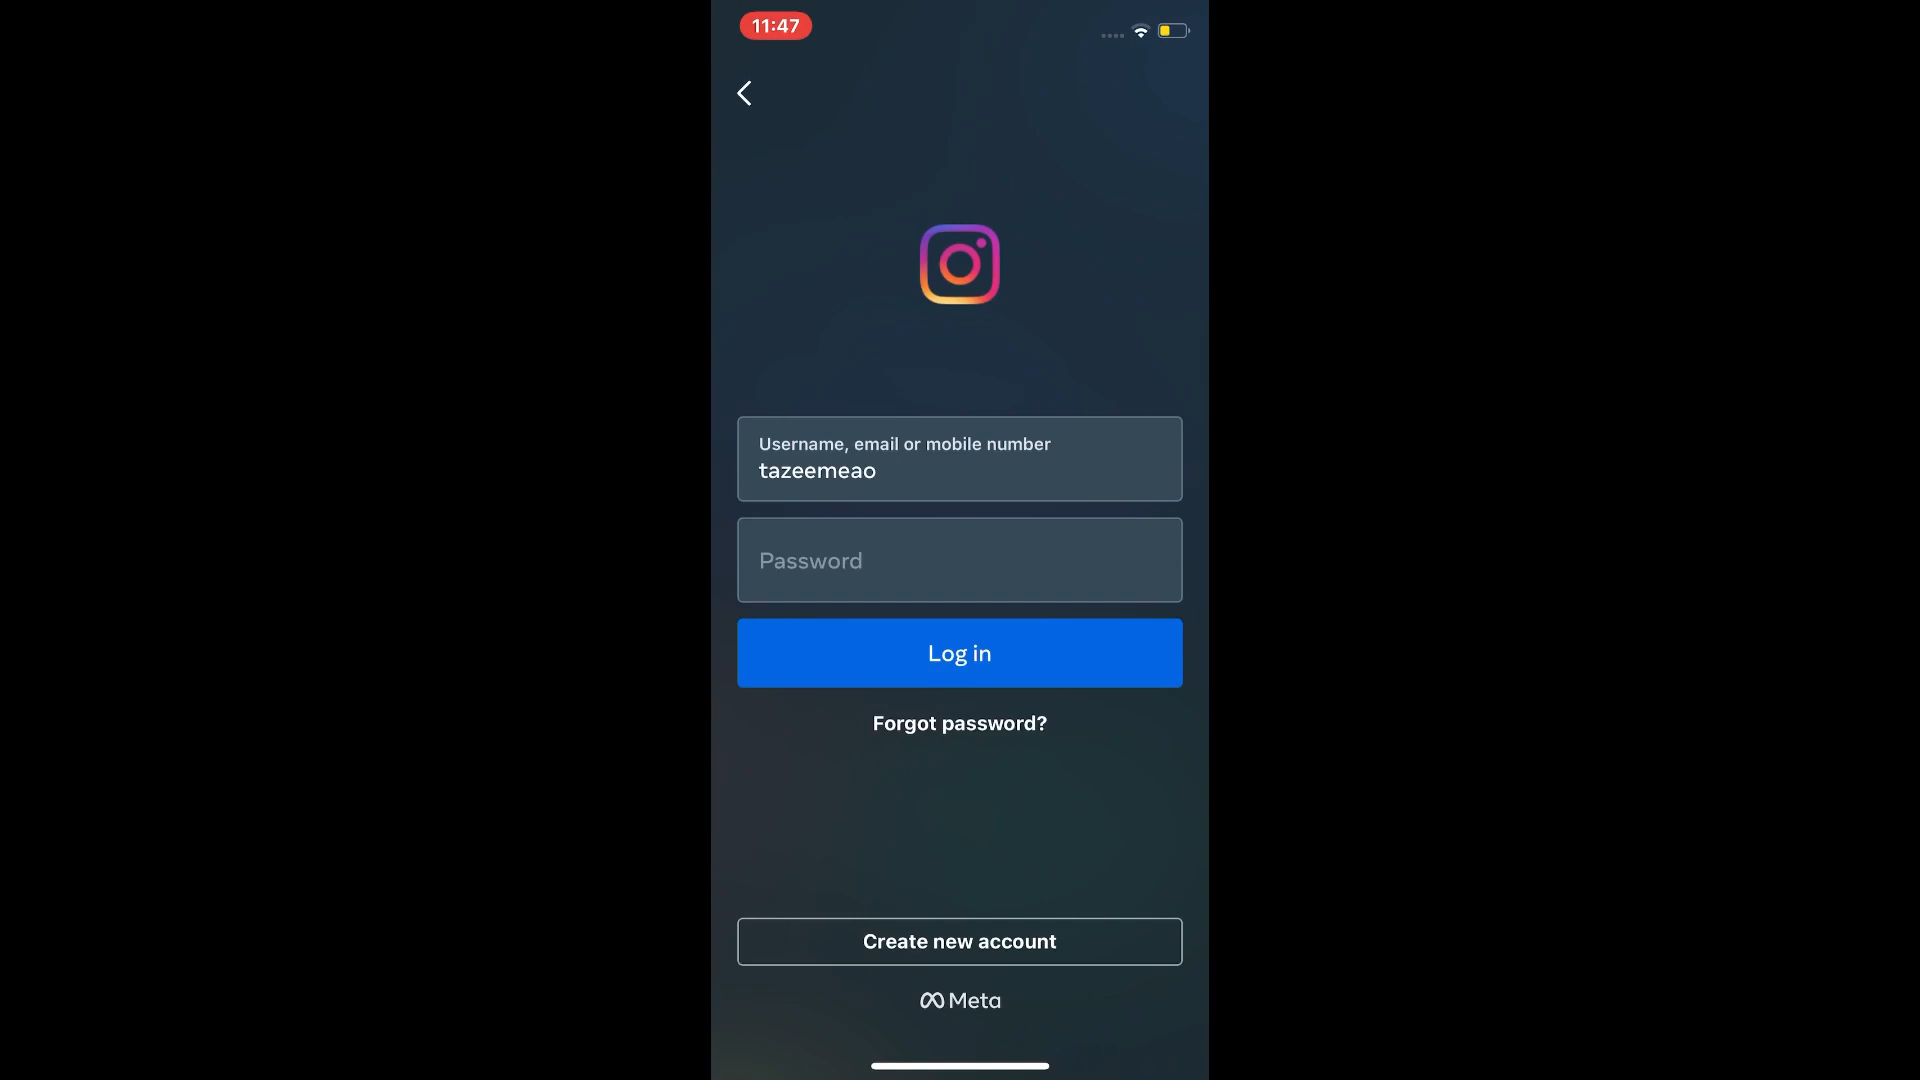 11:47
Username, email or mobile number
tazeemeao
Password
Log in
Forgot password?
Create new account
Meta